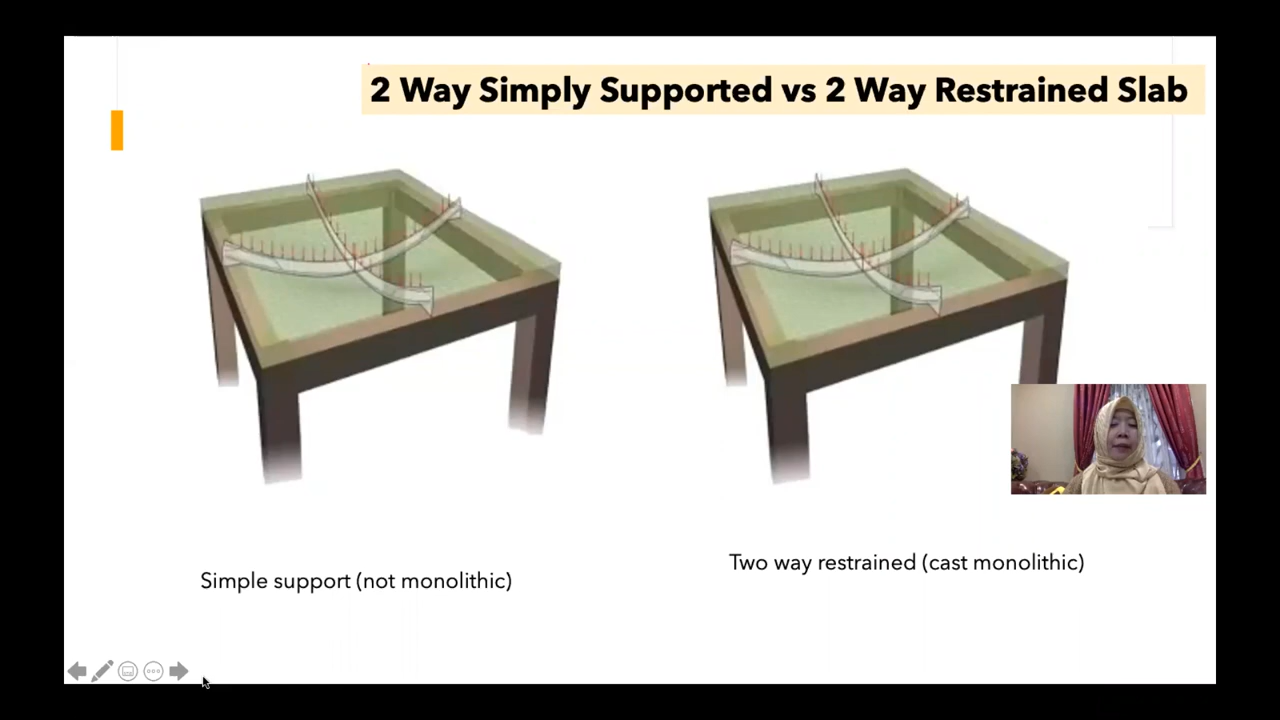 2 Way Simply Supported vs 2 Way Restrained Slab
Simple support (not monolithic)
Two way restrained (cast monolithic)